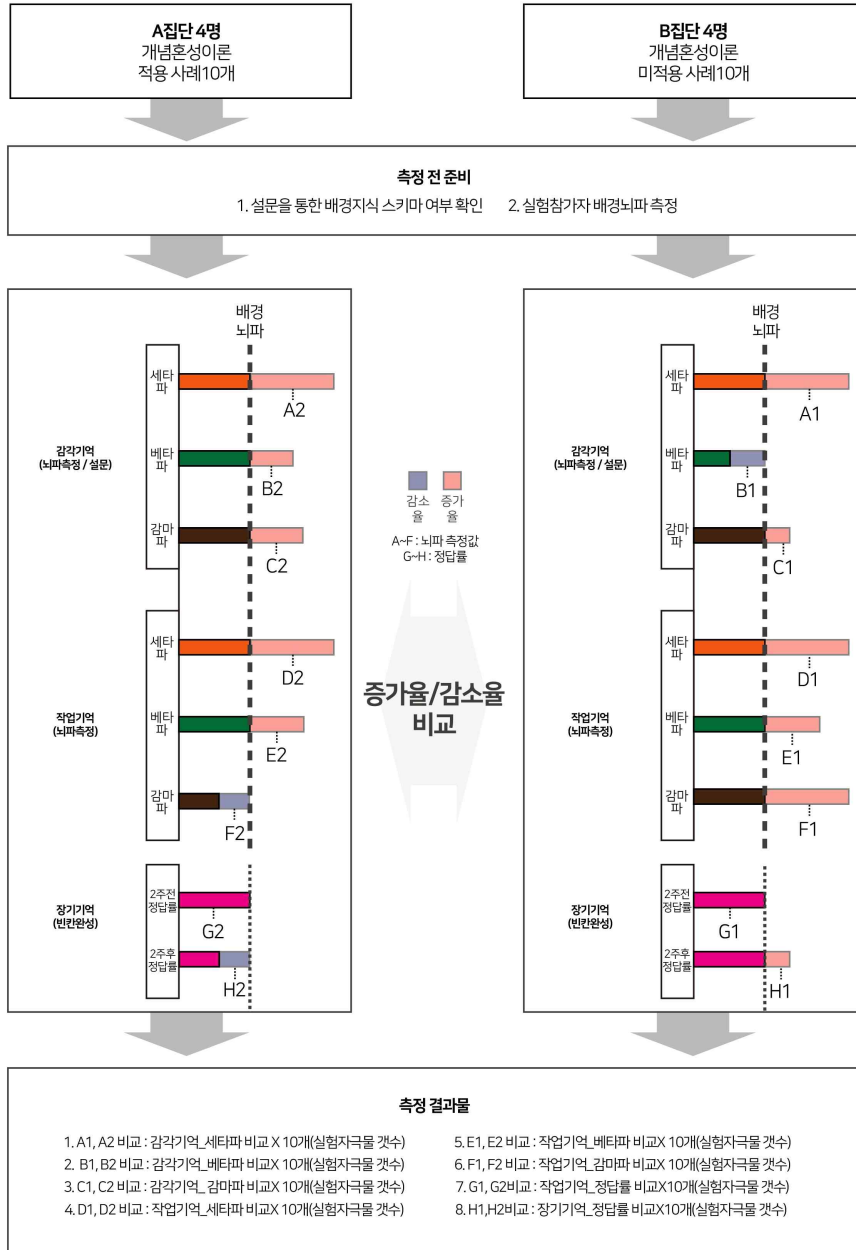 A집단 4명
개념혼성이론
적용 사례10개
B집단 4명
개념혼성이론
미적용 사례10개
측정 전 준비
1. 설문을 통한 배경지식 스키마 여부 확인 2. 실험참가자 배경뇌파 측정
배경
뇌파
감각기억
(뇌파측정 / 설문)
세타
파
A2
베타
파
B2
감마
파
C2
작업기억
(뇌파측정)
세타
파
D2
베타
파
E2
감마
파
F2
장기기억
(빈칸완성)
2주전
정답률
G2
2주후
정답률
H2
감소
율
증가
율
A~F : 뇌파 측정값
G~H : 정답률
증가율/감소율
비교
배경
뇌파
감각기억
(뇌파측정 / 설문)
세타
파
A1
베타
파
B1
감마
파
C1
작업기억
(뇌파측정)
세타
파
D1
베타
파
E1
감마
파
F1
장기기억
(빈칸완성)
2주전
정답률
G1
2주후
정답률
H1
측정 결과물
1. A1, A2 비교 : 감각기억_세타파 비교 X 10개(실험자극물 갯수)
2. B1, B2 비교 : 감각기억_베타파 비교X 10개(실험자극물 갯수)
3. C1, C2 비교 : 감각기억_ 감마파 비교X 10개(실험자극물 갯수)
4. D1, D2 비교 : 작업기억_세타파 비교X 10개(실험자극물 갯수)
5. E1, E2 비교 : 작업기억_베타파 비교X 10개(실험자극물 갯수)
6. F1, F2 비교 : 작업기억_감마파 비교X 10개(실험자극물 갯수)
7. G1, G2비교 : 작업기억_정답률 비교X10개(실험자극물 갯수)
8. H1,H2비교 : 장기기억_정답률 비교X10개(실험자극물 갯수)